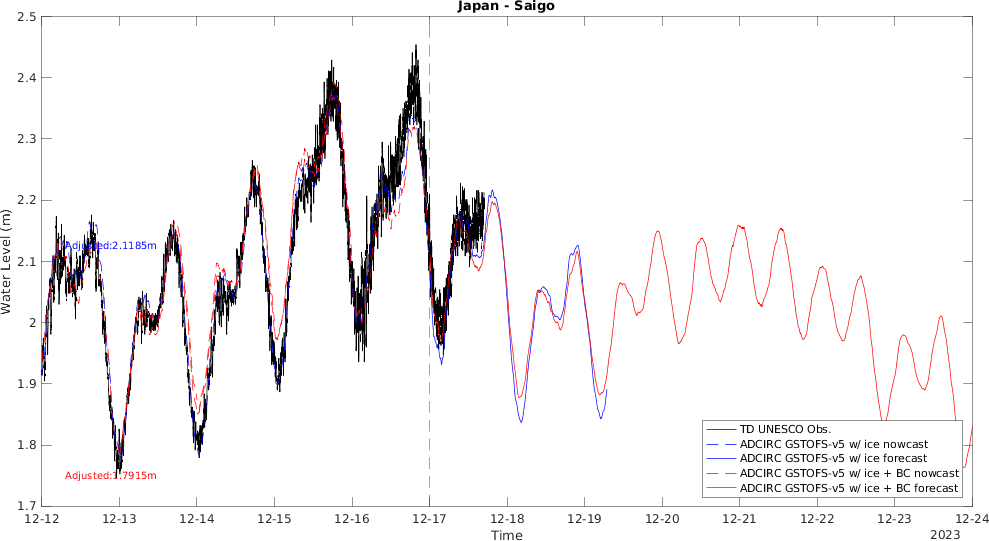 Japan - Saigo
2.5
2.4
2.3
2.2
2.1
2
1.9
1.8
1.7
Water Level (m)
Adjusted:2.1185m
Adjusted:1.7915m
TD UNESCO Obs.
ADCIRC GSTOFS-v5 w/ ice nowcast
ADCIRC GSTOFS-v5 w/ ice forecast
ADCIRC GSTOFS-v5 w/ ice + BC nowcast
ADCIRC GSTOFS-v5 w/ ice + BC forecast
12-12 12-13 12-14 12-15 12-16 12-17 12-18 12-19 12-20 12-21 12-22 12-23 12-24
Time
2023